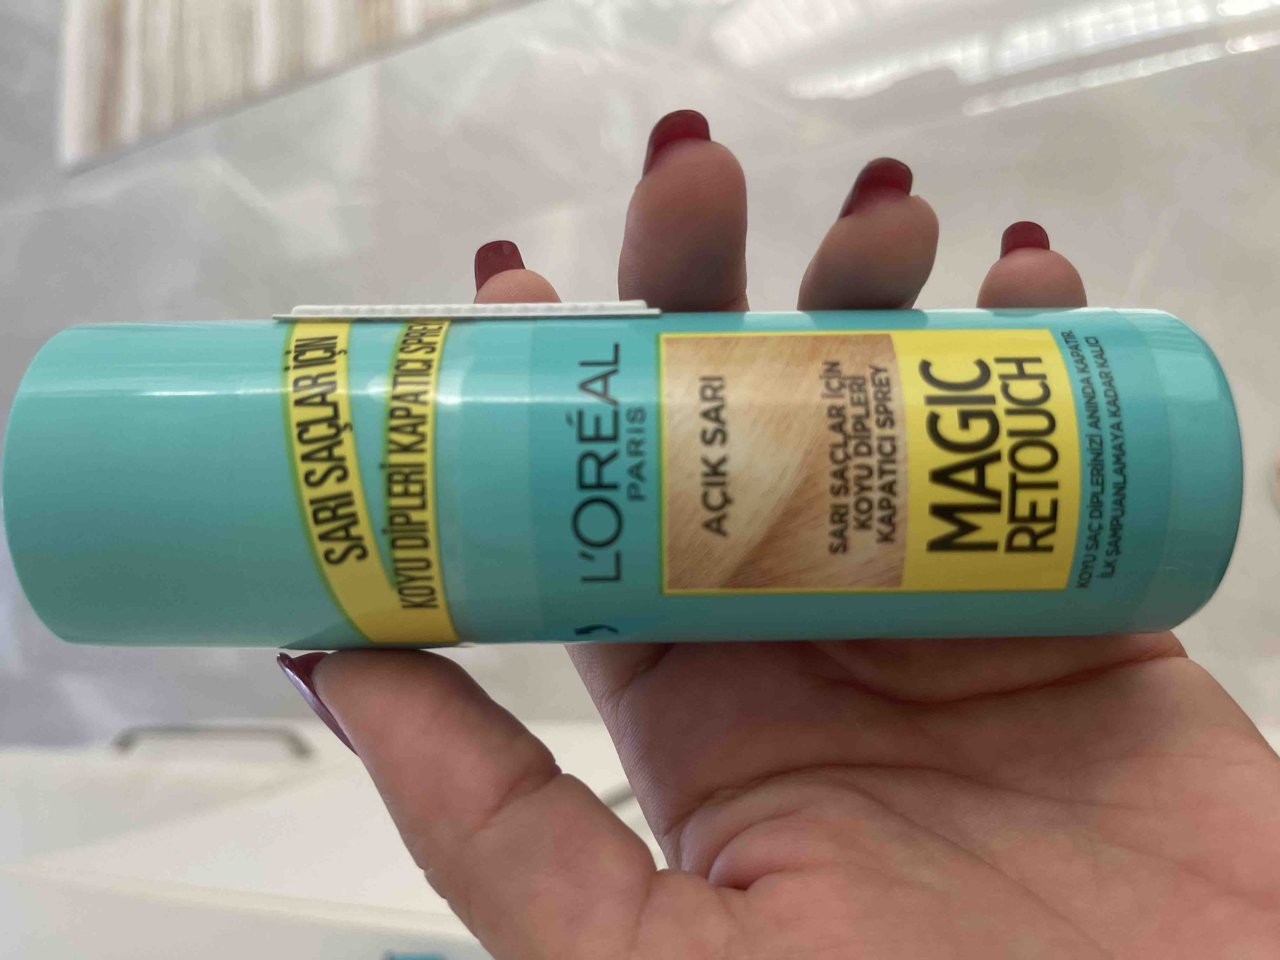 SARI SAÇLAR İÇİN
KOYU DİPLERİ KAPATICI SPREY
L'ORÉAL
PARIS
AÇIK SARI
SARI SAÇLAR İÇİN
KOYU DİPLERİ
KAPATICI SPREY
MAGIC
RETOUCH
KOYU SAÇ DİPLERİNİZİ ANINDA KAPATIR
İLK ŞAMPUANLAMAYA KADAR KALICI